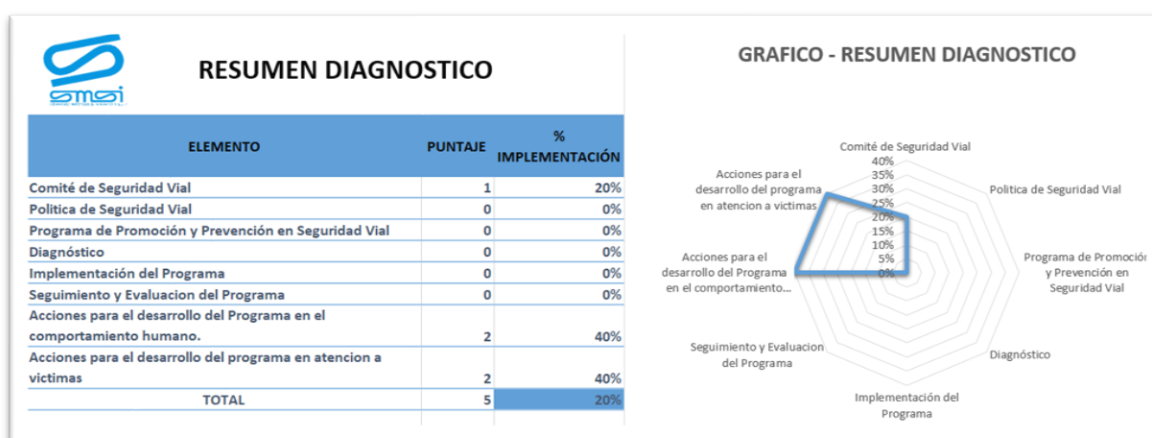 smsi
RESUMEN DIAGNOSTICO
ELEMENTO PUNTAJE %
IMPLEMENTACIÓN
Comité de Seguridad Vial 1 20%
Politica de Seguridad Vial 0 0%
Programa de Promoción y Prevención en Seguridad Vial 0 0%
Diagnóstico 0 0%
Implementación del Programa 0 0%
Seguimiento y Evaluacion del Programa 0 0%
Acciones para el desarrollo del Programa en el
comportamiento humano. 2 40%
Acciones para el desarrollo del programa en atencion a
victimas 2 40%
TOTAL 5 20%
GRAFICO - RESUMEN DIAGNOSTICO
Comité de Seguridad Vial
40%
35%
30%
25%
20%
15%
10%
5%
0%
Politica de Seguridad Vial
Programa de Promoción
y Prevención en
Seguridad Vial
Diagnóstico
Implementación del
Programa
Seguimiento y Evaluacion
del Programa
Acciones para el
desarrollo del Programa
en el comportamiento...
Acciones para el
desarrollo del programa
en atencion a victimas